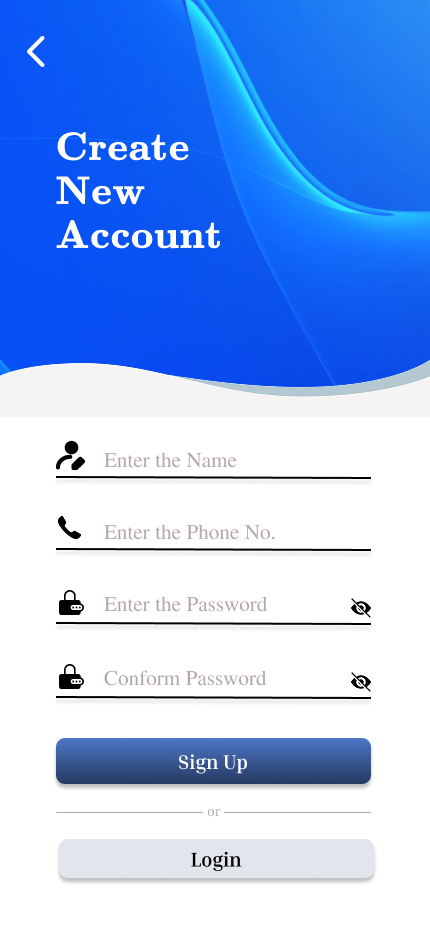 Create
New
Account
Enter the Name
Enter the Phone No.
Enter the Password
Conform Password
Sign Up
or
Login